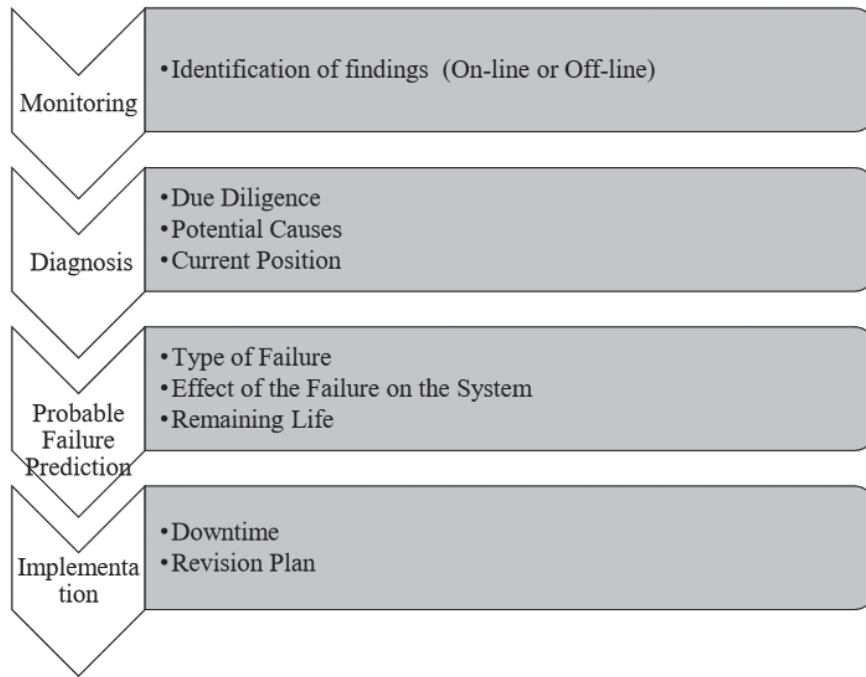 Monitoring
•Identification of findings (On-line or Off-line)
Diagnosis
•Due Diligence
•Potential Causes
•Current Position
Probable
Failure
Prediction
•Type of Failure
•Effect of the Failure on the System
•Remaining Life
Implementa
tion
•Downtime
•Revision Plan